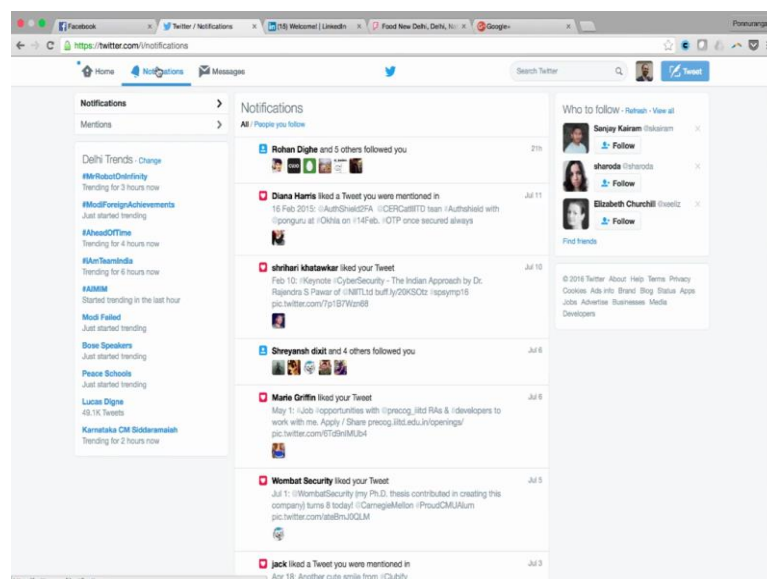 Facebook
Twitter / Notifications
(18) Welcome! | LinkedIn
Food New Delhi, Delhi,
Google+
Ponnuranga
https://twitter.com/i/notifications
Home
Notifications
Messages
Search Twitter
Tweet
Notifications
Mentions
Delhi Trends · Change
#MrRobotOnInfinity
Trending for 3 hours now
#ModiForeignAchievements
Just started trending
#AheadOfTime
Trending for 4 hours now
#IAmTeamIndia
Trending for 6 hours now
#AIMIM
Started trending in the last hour
Modi Failed
Just started trending
Bose Speakers
Just started trending
Peace Schools
Just started trending
Lucas Digne
49.1K Tweets
Karnataka CM Siddaramaiah
Trending for 2 hours now
Notifications
All / People you follow
Rohan Dighe and 5 others followed you
21h
Diana Harris liked a Tweet you were mentioned in
Jul 11
16 Feb 2015: @AuthShield2FA @CERCatIIITD team #Authshield with
@ponguru at #Okhla on #14Feb. #OTP once secured always
shrihari khatawkar liked your Tweet
Jul 10
Feb 10: #Keynote #CyberSecurity - The Indian Approach by Dr.
Rajendra S Pawar of @NIITLtd buff.ly/20KSOtz #spsymp16
pic.twitter.com/7p1B7Wzn68
Shreyansh dixit and 4 others followed you
Jul 6
Marie Griffin liked your Tweet
Jul 6
May 1: #Job #opportunities with @precog_iiitd RAs & #developers to
work with me. Apply / Share precog.iiitd.edu.in/openings/
pic.twitter.com/6Td9nIMUb4
Wombat Security liked your Tweet
Jul 5
Jul 1: @WombatSecurity (my Ph.D. thesis contributed in creating this
company) turns 8 today! @CarnegieMellon #ProudCMUAlum
pic.twitter.com/ateBmJ0QLM
jack liked a Tweet you were mentioned in
Jul 3
Apr 18: Another cute smile from #Clubify
Who to follow · Refresh · View all
Sanjay Kairam @skairam
Follow
sharoda @sharoda
Follow
Elizabeth Churchill @xeeliz
Follow
Find friends
© 2016 Twitter About Help Terms Privacy
Cookies Ads info Brand Blog Status Apps
Jobs Advertise Businesses Media
Developers